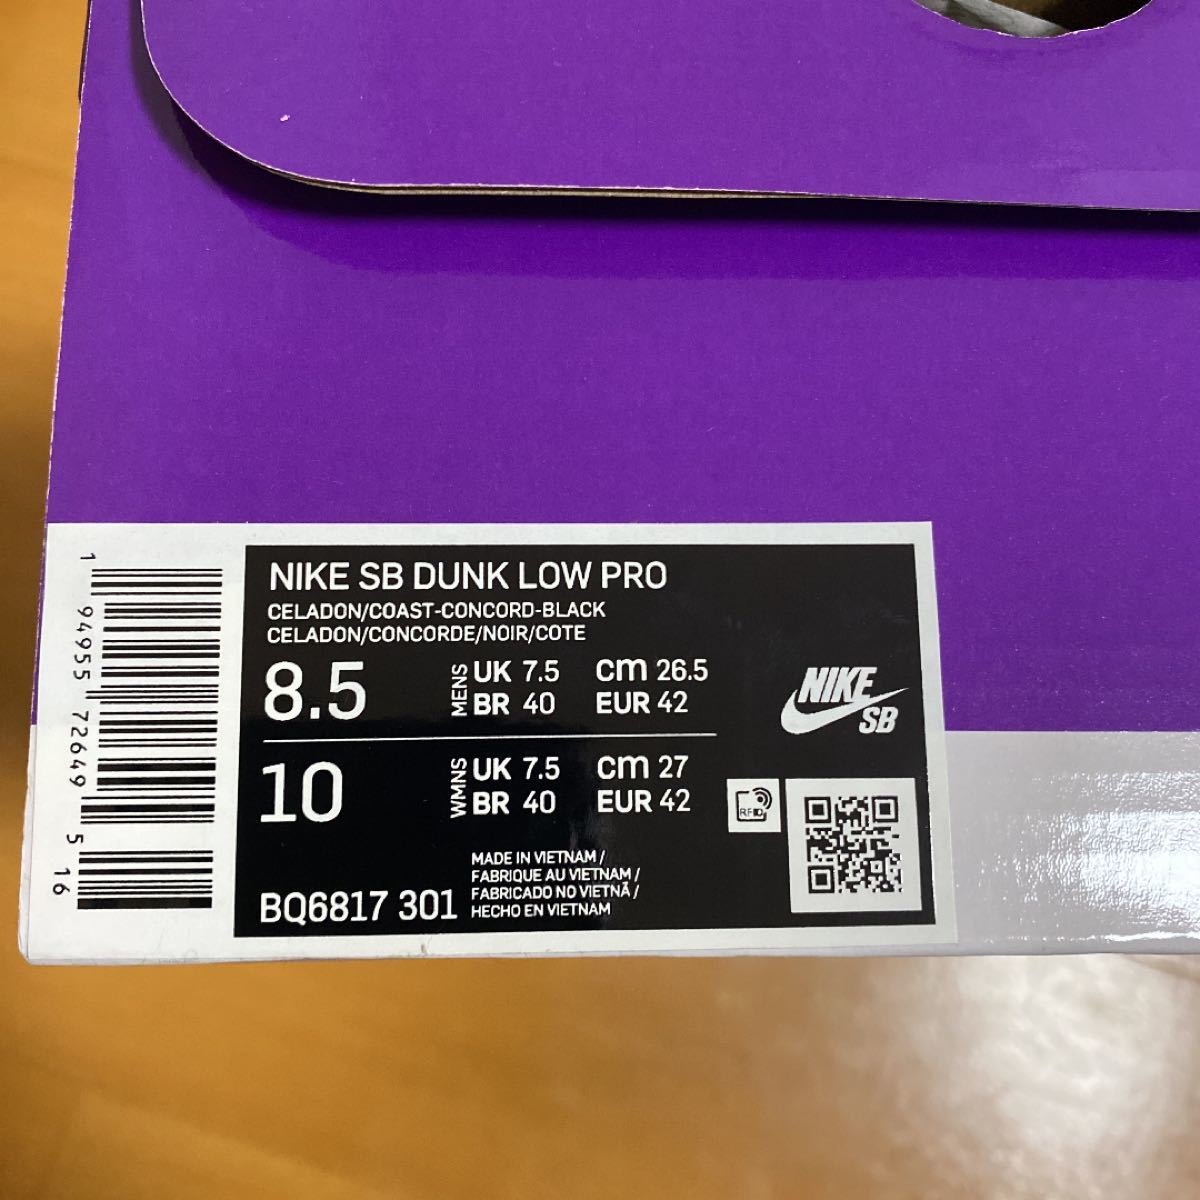 NIKE SB DUNK LOW PRO
CELADON/COAST-CONCORD-BLACK
CELADON/CONCORDE/NOIR/COTE
8.5 MENS UK 7.5 cm 26.5
BR 40 EUR 42
10 WMNS UK 7.5 cm 27
BR 40 EUR 42
MADE IN VIETNAM /
FABRIQUE AU VIETNAM /
FABRICADO NO VIETNÃ /
HECHO EN VIETNAM
BQ6817 301
NIKE
SB
RFID
1 94955 72649 5 16